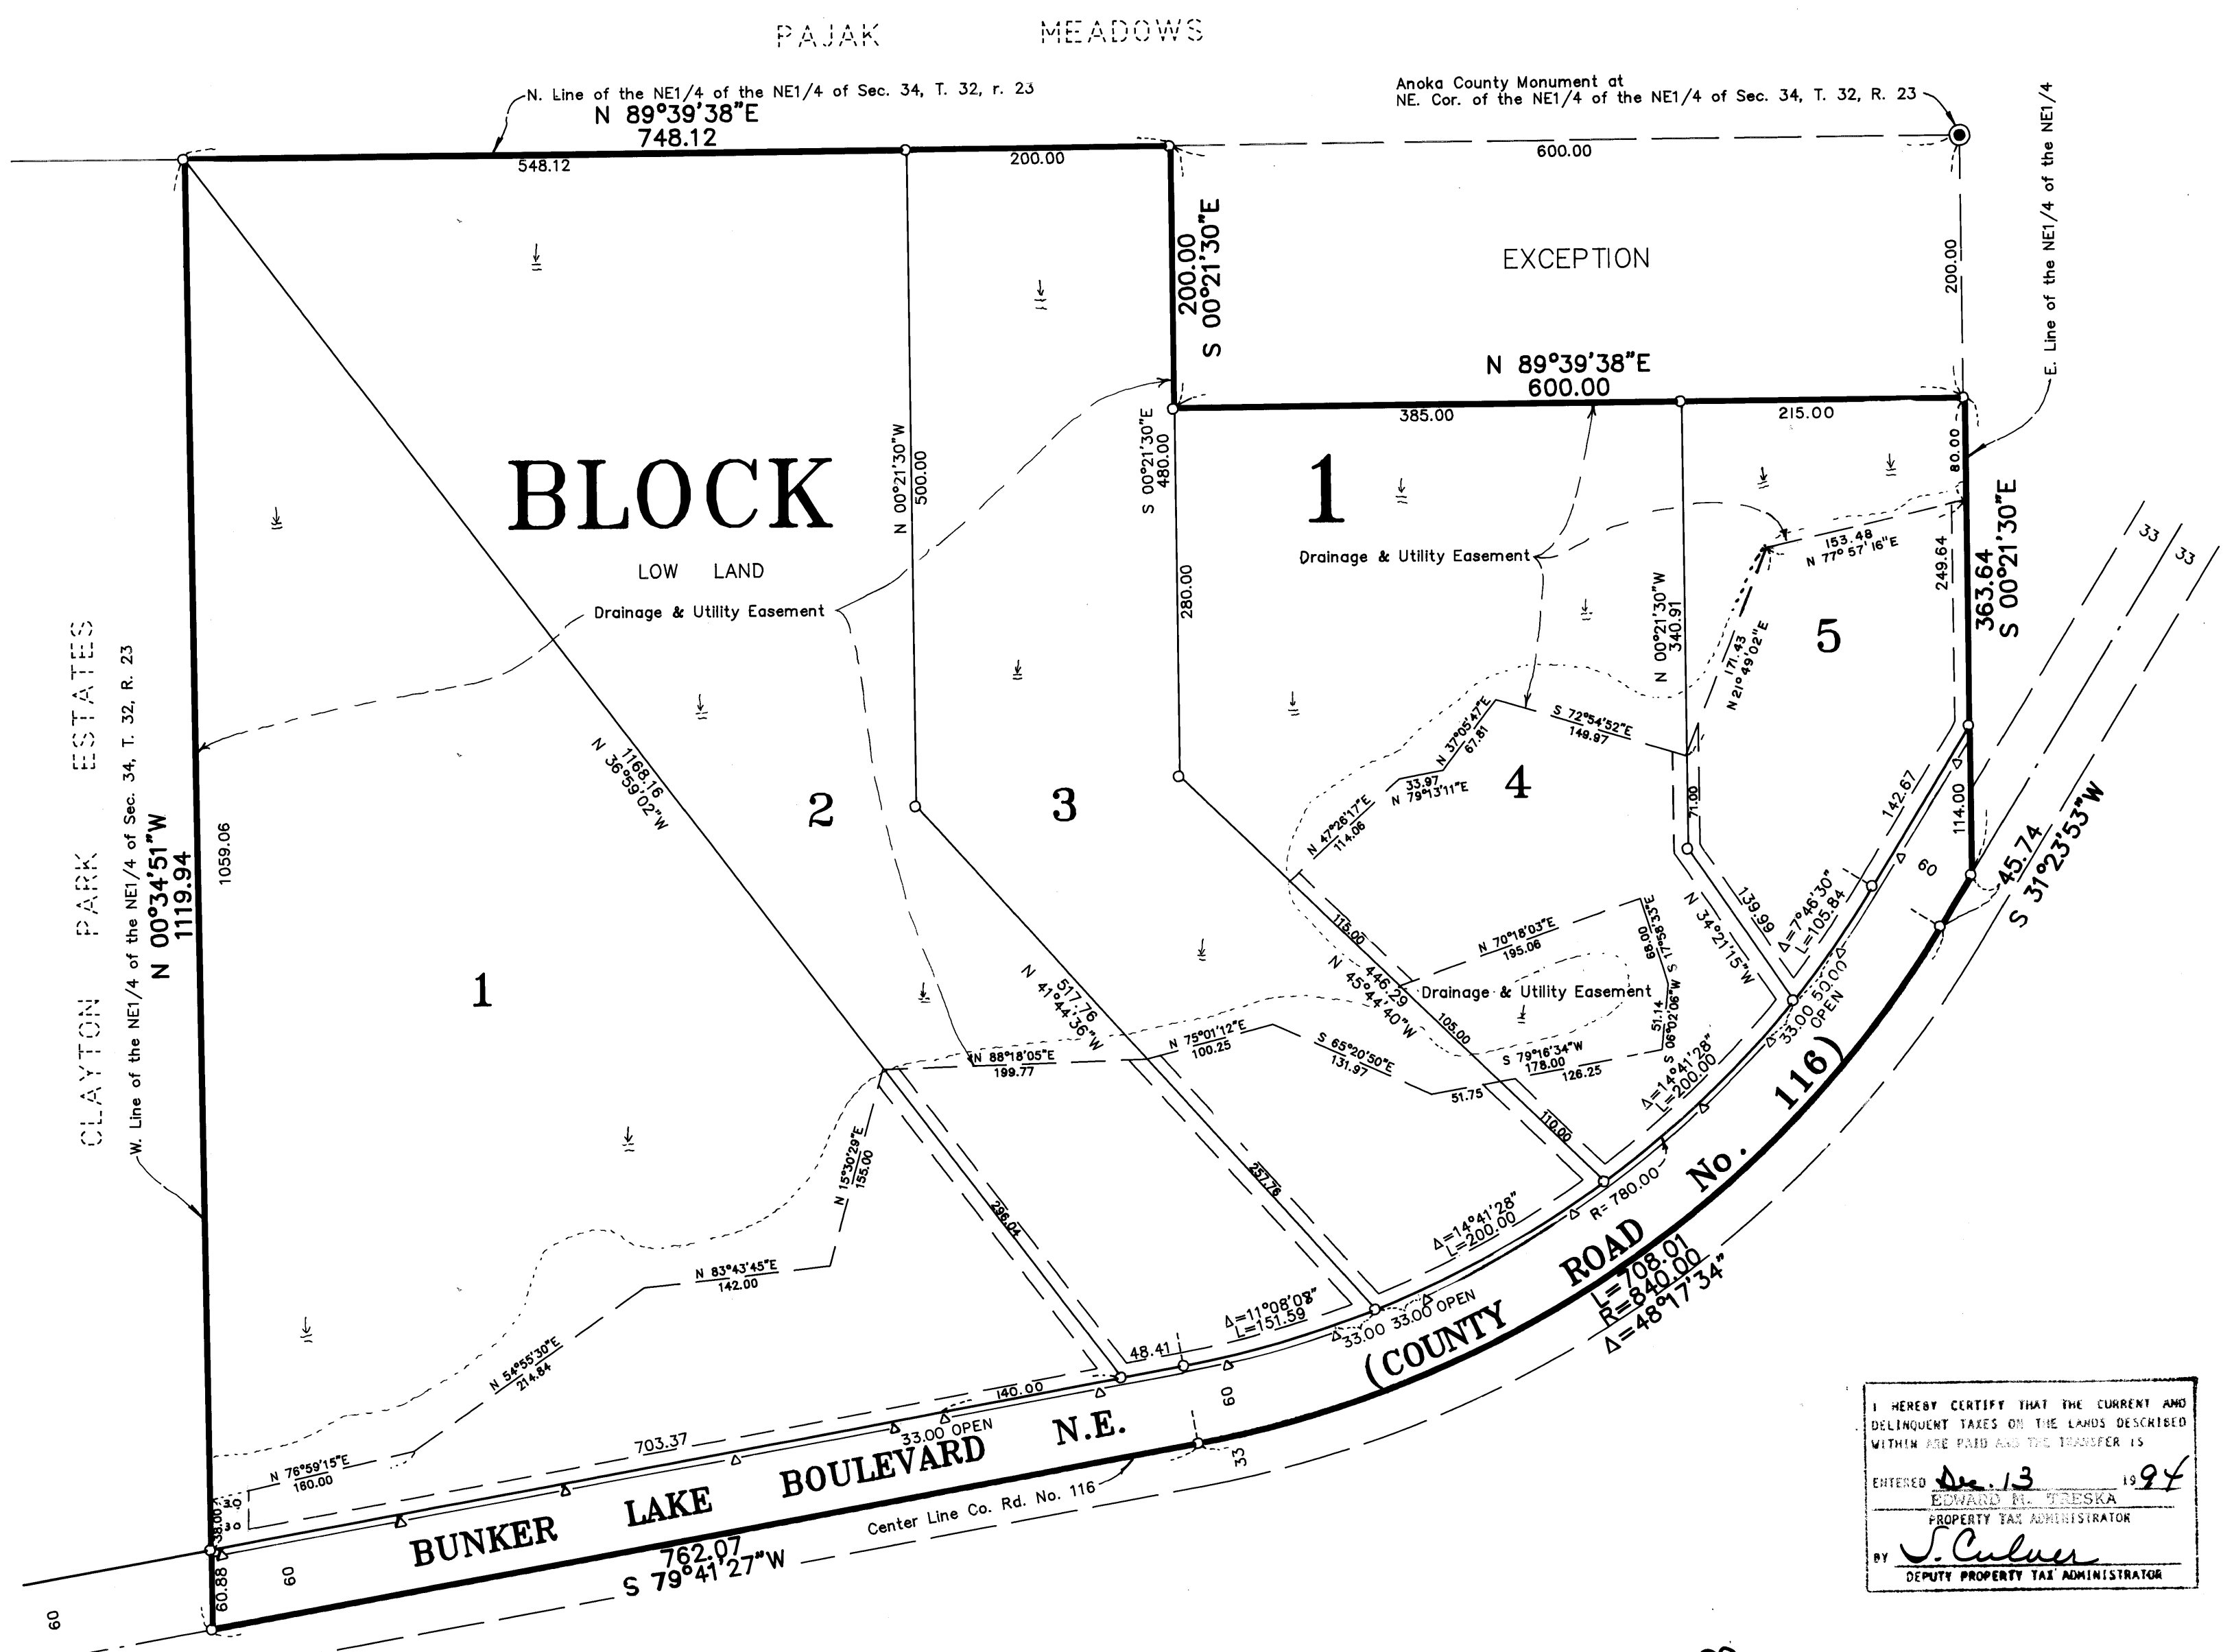 PAJAK MEADOWS
N. Line of the NE1/4 of the NE1/4 of Sec. 34, T. 32, r. 23
N 89°39'38"E
748.12
548.12
200.00
Anoka County Monument at
NE. Cor. of the NE1/4 of the NE1/4 of Sec. 34, T. 32, R. 23
600.00
E. Line of the NE1/4 of the NE1/4
200.00
S 00°21'30"E
EXCEPTION
200.00
N 89°39'38"E
600.00
385.00
215.00
80.00
BLOCK 1
LOW LAND
Drainage & Utility Easement
N 00°21'30"W
500.00
S 00°21'30"E
480.00
280.00
Drainage & Utility Easement
153.48
N 77°57'16"E
249.64
363.64
S 00°21'30"E
33
33
N 00°21'30"W
340.91
171.43
N 21°49'02"E
5
CLAYTON PARK ESTATES
W. Line of the NE1/4 of the NE1/4 of Sec. 34, T. 32, R. 23
N 00°34'51"W
1119.94
1059.06
1168.16
N 36°59'02"W
2
3
4
S 72°54'52"E
149.97
N 37°05'47"E
67.81
33.97
N 79°13'11"E
N 47°26'17"E
114.06
71.00
142.67
114.00
60
45.74
S 31°23'53"W
139.99
N 34°21'15"W
Δ=7°46'30"
L=105.84
1
115.00
446.29
N 45°44'40"W
N 70°18'03"E
195.06
68.00
S 17°58'33"E
Drainage & Utility Easement
51.14
S 06°02'06"W
33.00 50.00
OPEN
517.76
N 41°44'36"W
105.00
N 88°18'05"E
199.77
N 75°01'12"E
100.25
S 65°20'50"E
131.97
S 79°16'34"W
178.00
126.25
51.75
110.00
Δ=14°41'28"
L=200.00
N 15°30'29"E
155.00
296.04
257.76
Δ=14°41'28"
L=200.00
R= 780.00
N 83°43'45"E
142.00
N 54°55'30"E
214.84
Δ=11°08'08"
L=151.59
33.00 33.00 OPEN
48.41
140.00
33.00 OPEN
703.37
N 76°59'15"E
160.00
30
30
38.00
60.88
60
60
60
33
BUNKER LAKE BOULEVARD N.E.
(COUNTY ROAD No. 116)
L=708.01
R=840.00
Δ=48°17'34"
Center Line Co. Rd. No. 116
762.07
S 79°41'27"W
I HEREBY CERTIFY THAT THE CURRENT AND
DELINQUENT TAXES ON THE LANDS DESCRIBED
WITHIN ARE PAID AND THE TRANSFER IS
ENTERED Dec. 13 1994
EDWARD M. TRESKA
PROPERTY TAX ADMINISTRATOR
BY J. Culver
DEPUTY PROPERTY TAX ADMINISTRATOR